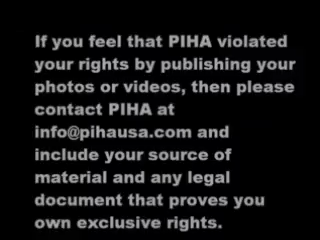 If you feel that PIHA violated
your rights by publishing your
photos or videos, then please
contact PIHA at
info@pihausa.com and
include your source of
material and any legal
document that proves you
own exclusive rights.